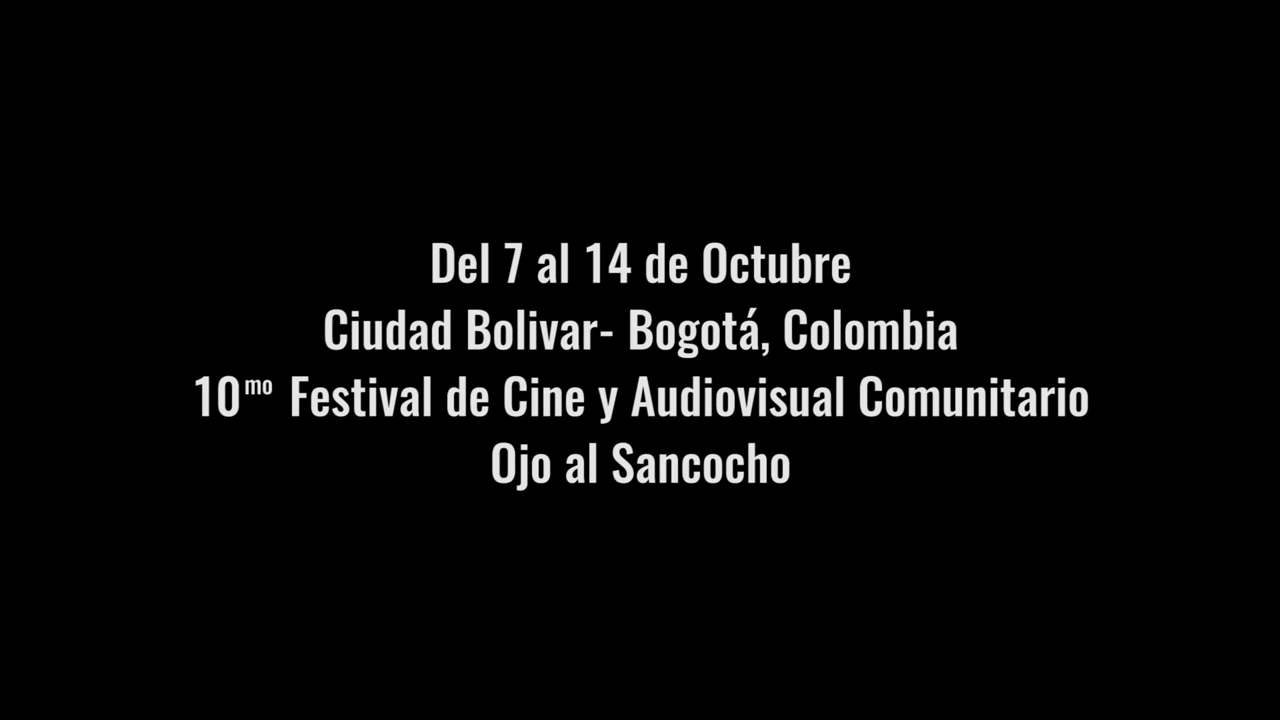 Del 7 al 14 de Octubre
Ciudad Bolivar- Bogotá, Colombia
10mo Festival de Cine y Audiovisual Comunitario
Ojo al Sancocho